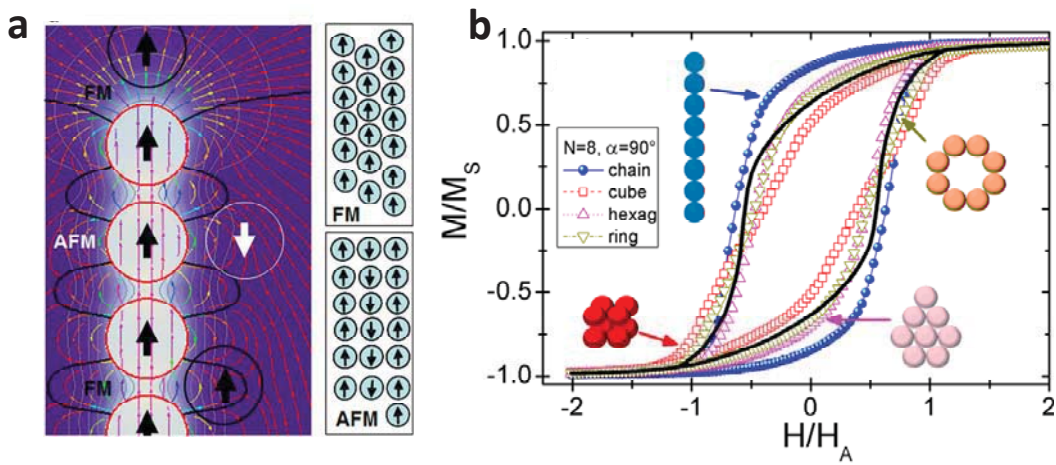 a
FM
AFM
FM
FM
AFM
b
M/M_S
1.0
0.5
0.0
-0.5
-1.0
N=8, α=90°
chain
cube
hexag
ring
-2
-1
0
1
2
H/H_A